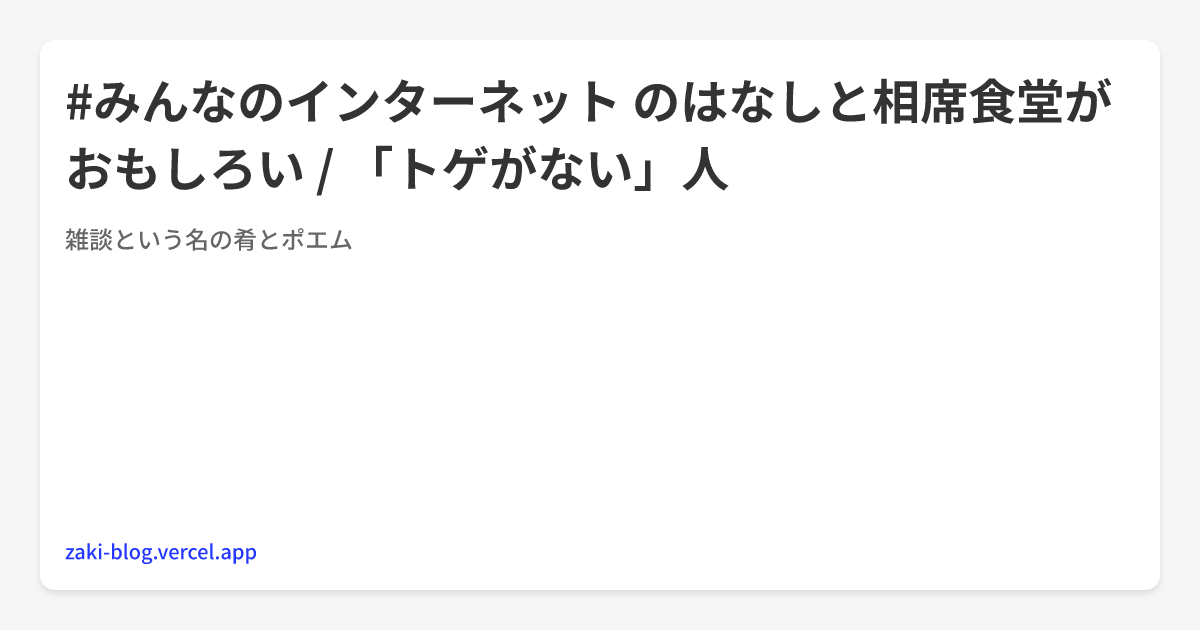 #みんなのインターネット のはなしと相席食堂が
おもしろい / 「トゲがない」人
雑談という名の肴とポエム
zaki-blog.vercel.app